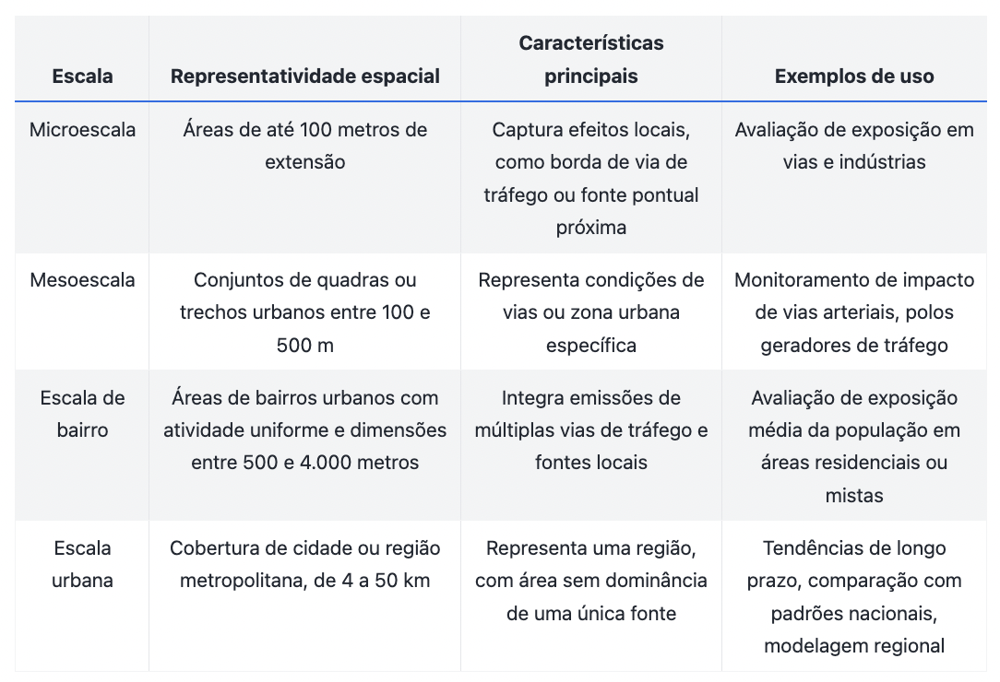 Escala
Representatividade espacial
Características
principais
Exemplos de uso
Microescala
Áreas de até 100 metros de
extensão
Captura efeitos locais,
como borda de via de
tráfego ou fonte pontual
próxima
Avaliação de exposição em
vias e indústrias
Mesoescala
Conjuntos de quadras ou
trechos urbanos entre 100 e
500 m
Representa condições de
vias ou zona urbana
específica
Monitoramento de impacto
de vias arteriais, polos
geradores de tráfego
Escala de
bairro
Áreas de bairros urbanos com
atividade uniforme e dimensões
entre 500 e 4.000 metros
Integra emissões de
múltiplas vias de tráfego e
fontes locais
Avaliação de exposição
média da população em
áreas residenciais ou
mistas
Escala
urbana
Cobertura de cidade ou região
metropolitana, de 4 a 50 km
Representa uma região,
com área sem dominância
de uma única fonte
Tendências de longo
prazo, comparação com
padrões nacionais,
modelagem regional